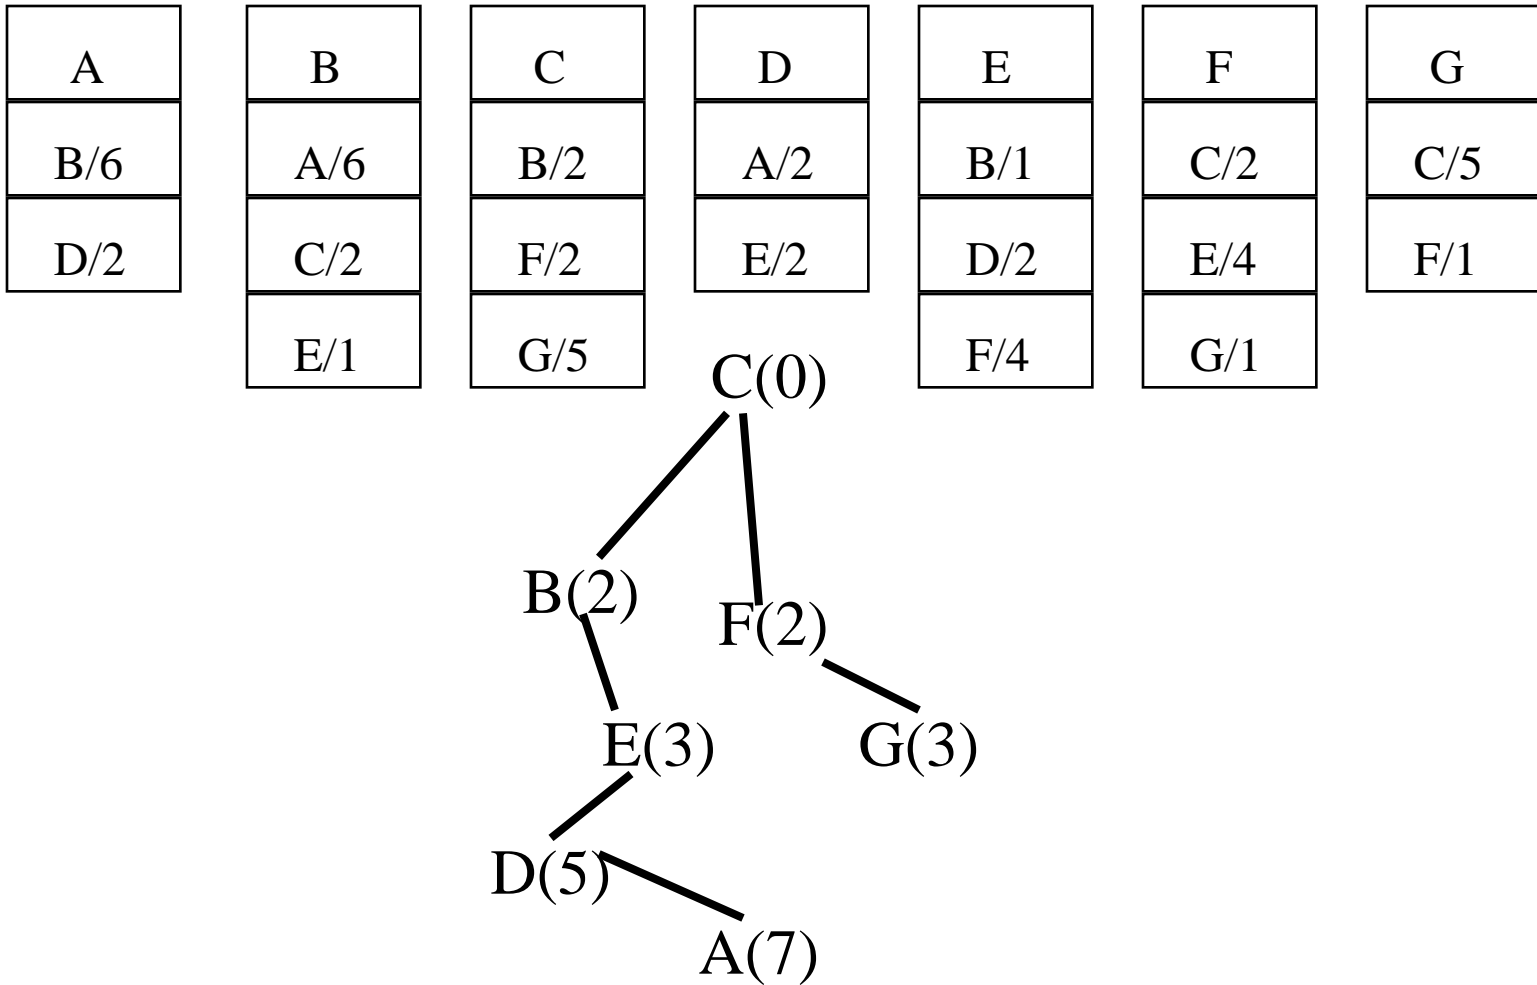 A B C D E F G
B/6 A/6 B/2 A/2 B/1 C/2 C/5
D/2 C/2 F/2 E/2 D/2 E/4 F/1
E/1 G/5 F/4 G/1
C(0)
B(2)
F(2)
E(3) G(3)
D(5)
A(7)